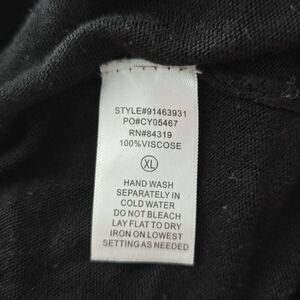 STYLE#91463931
PO#CY05467
RN#84319
100%VISCOSE
XL
HAND WASH
SEPARATELY IN
COLD WATER
DO NOT BLEACH
LAY FLAT TO DRY
IRON ON LOWEST
SETTING AS NEEDED